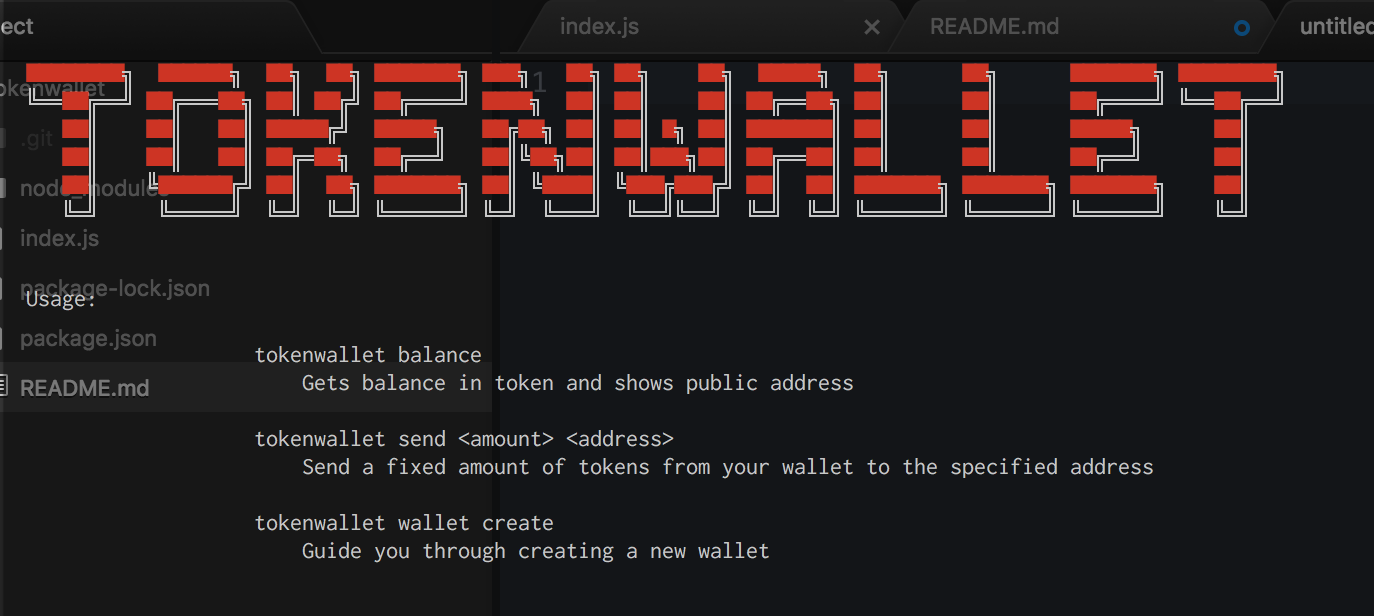 ect
index.js
README.md
untitled
TOKENWALLET
1
okenwallet
.git
node_modules
index.js
package-lock.json
Usage:
package.json
tokenwallet balance
Gets balance in token and shows public address
README.md
tokenwallet send <amount> <address>
Send a fixed amount of tokens from your wallet to the specified address
tokenwallet wallet create
Guide you through creating a new wallet